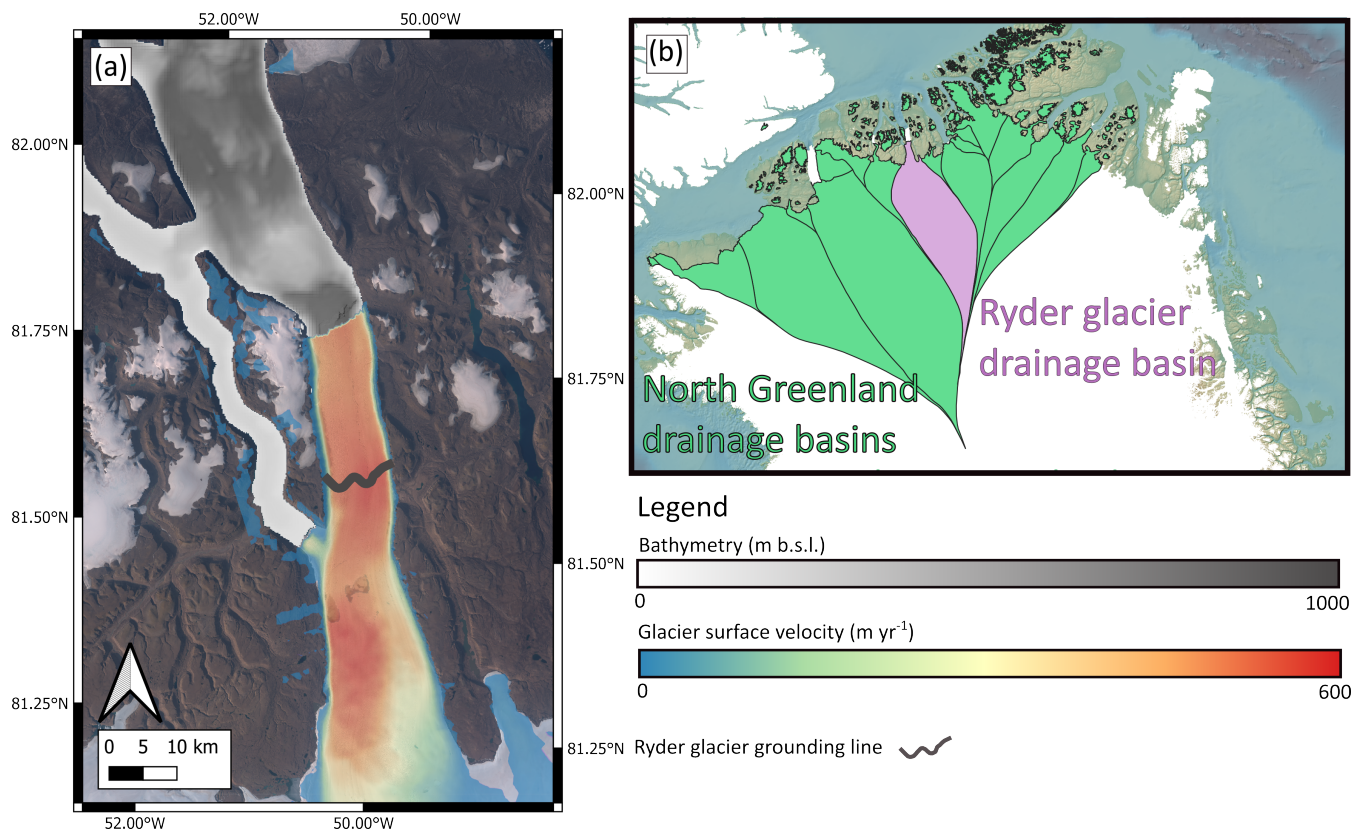 52.00°W
50.00°W
(a)
82.00°N
81.75°N
81.50°N
81.25°N
82.00°N
81.75°N
81.50°N
81.25°N
0 5 10 km
52.00°W
50.00°W
(b)
Ryder glacier
drainage basin
North Greenland
drainage basins
Legend
Bathymetry (m b.s.l.)
0
1000
Glacier surface velocity (m yr⁻¹)
0
600
Ryder glacier grounding line